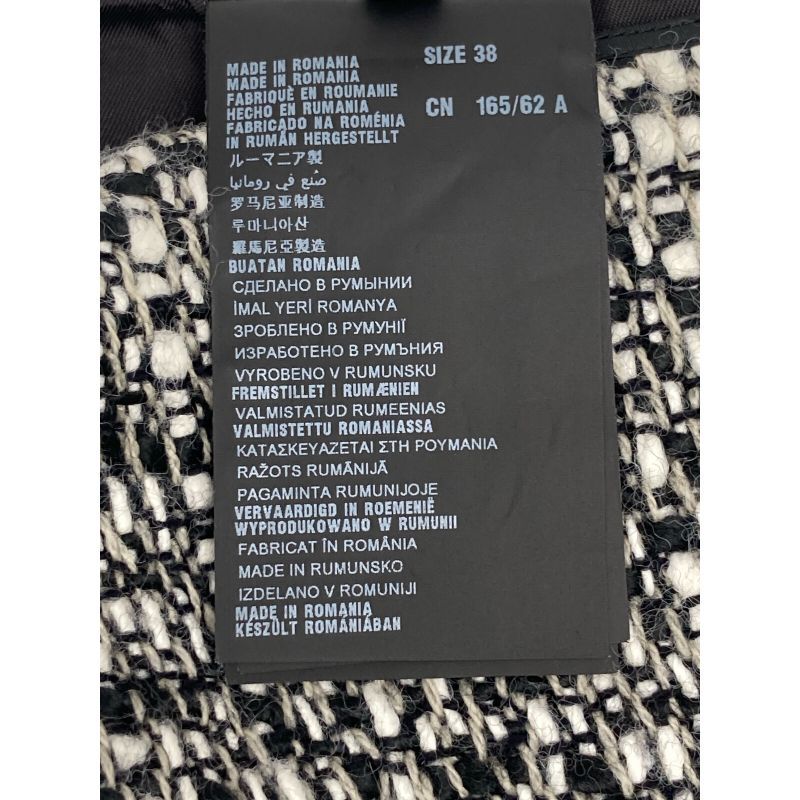 MADE IN ROMANIA
MADE IN ROMANIA
FABRIQUÈ EN ROUMANIE
HECHO EN RUMANIA
FABRICADO NA ROMÉNIA
IN RUMÄN HERGESTELLT
ルーマニア製
صنع في رومانيا
罗马尼亚制造
루마니아산
羅馬尼亞製造
BUATAN ROMANIA
СДЕЛАНО В РУМЫНИИ
İMAL YERİ ROMANYA
ЗРОБЛЕНО В РУМУНІЇ
ИЗРАБОТЕНО В РУМЪНИЯ
VYROBENO V RUMUNSKU
FREMSTILLET I RUMÆNIEN
VALMISTATUD RUMEENIAS
VALMISTETTU ROMANIASSA
ΚΑΤΑΣΚΕΥΑΖΕΤΑΙ ΣΤΗ ΡΟΥΜΑΝΙΑ
RAŽOTS RUMĀNIJĀ
PAGAMINTA RUMUNIJOJE
VERVAARDIGD IN ROEMENIË
WYPRODUKOWANO W RUMUNII
FABRICAT ÎN ROMÂNIA
MADE IN RUMUNSKO
IZDELANO V ROMUNIJI
MADE IN ROMANIA
KÉSZÜLT ROMÁNIÁBAN
SIZE 38
CN 165/62 A